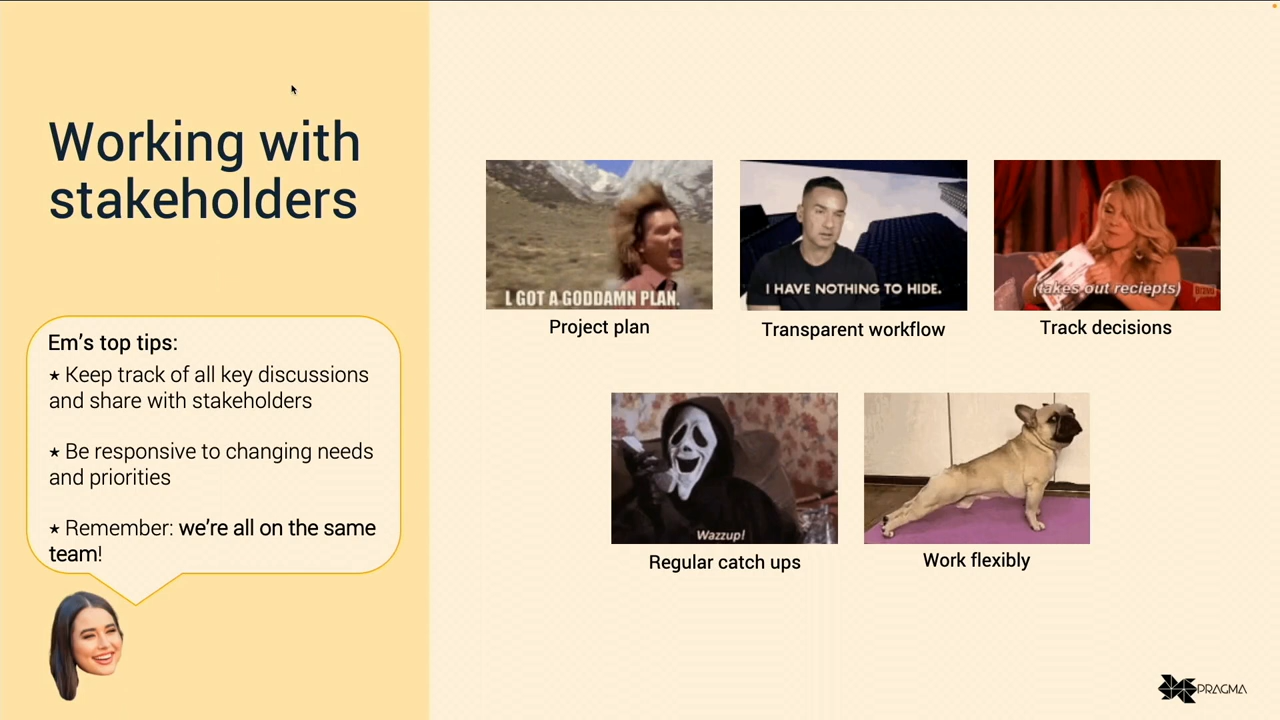 Working with
stakeholders
Em's top tips:
★ Keep track of all key discussions
and share with stakeholders
★ Be responsive to changing needs
and priorities
★ Remember: we're all on the same
team!
I GOT A GODDAMN PLAN.
Project plan
I HAVE NOTHING TO HIDE.
Transparent workflow
(takes out reciepts)
bravo
Track decisions
Wazzup!
Regular catch ups
Work flexibly
PRAGMA